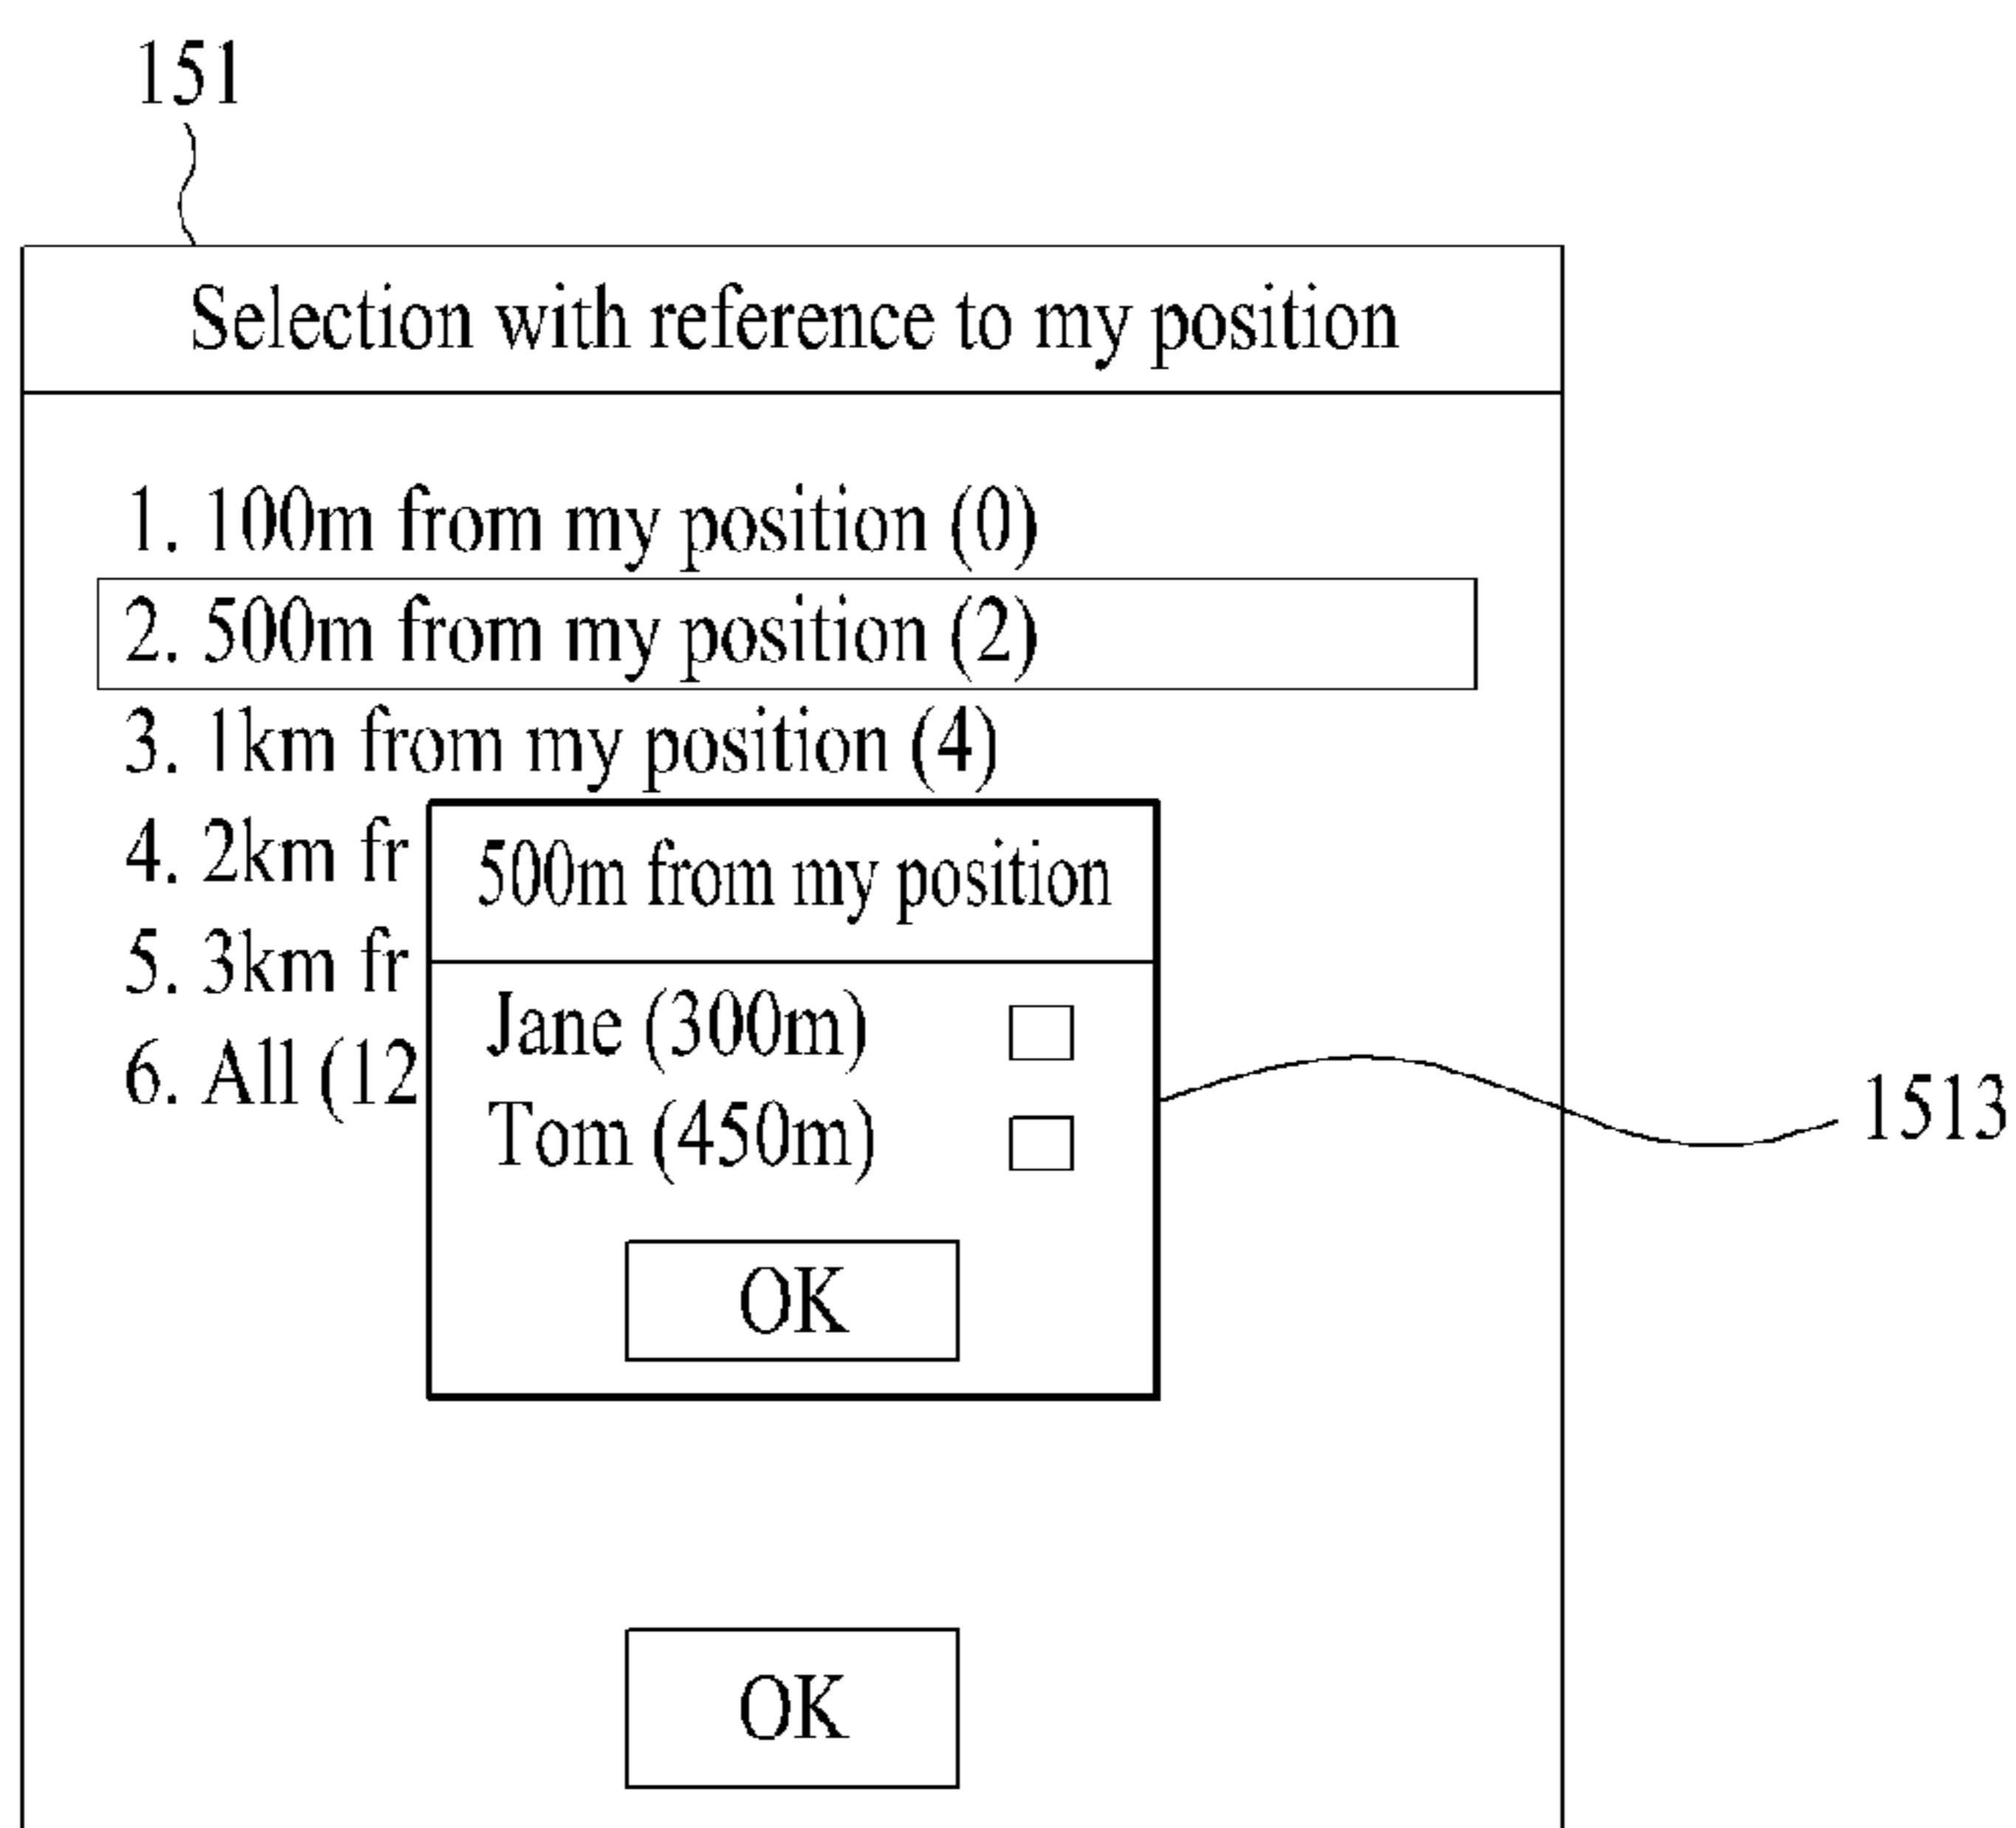 151
Selection with reference to my position
1. 100m from my position (0)
2. 500m from my position (2)
3. 1km from my position (4)
4. 2km fr
5. 3km fr
6. All (12
500m from my position
Jane (300m)
Tom (450m)
OK
1513
OK